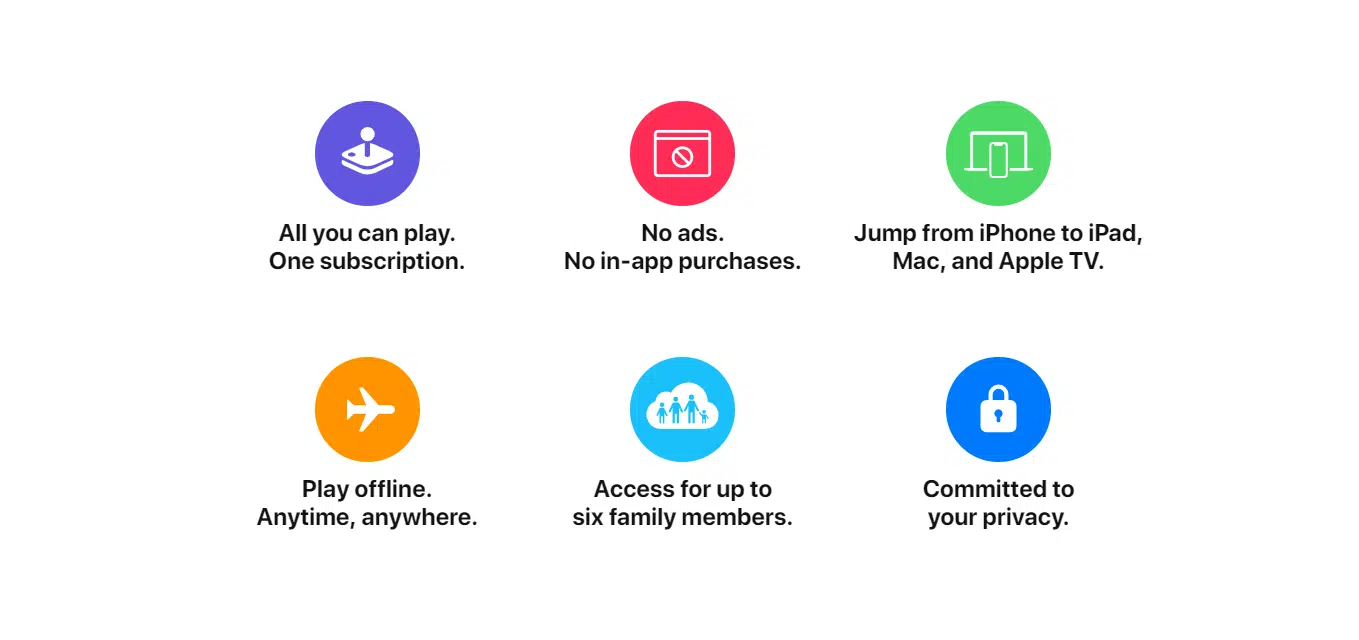 All you can play.
One subscription.
No ads.
No in-app purchases.
Jump from iPhone to iPad,
Mac, and Apple TV.
Play offline.
Anytime, anywhere.
Access for up to
six family members.
Committed to
your privacy.